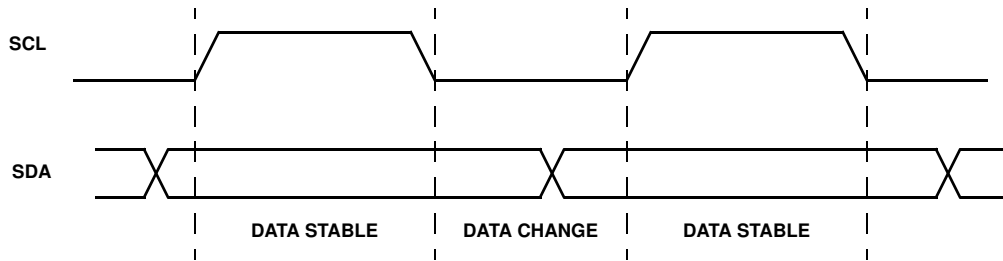 SCL
SDA
DATA STABLE
DATA CHANGE
DATA STABLE